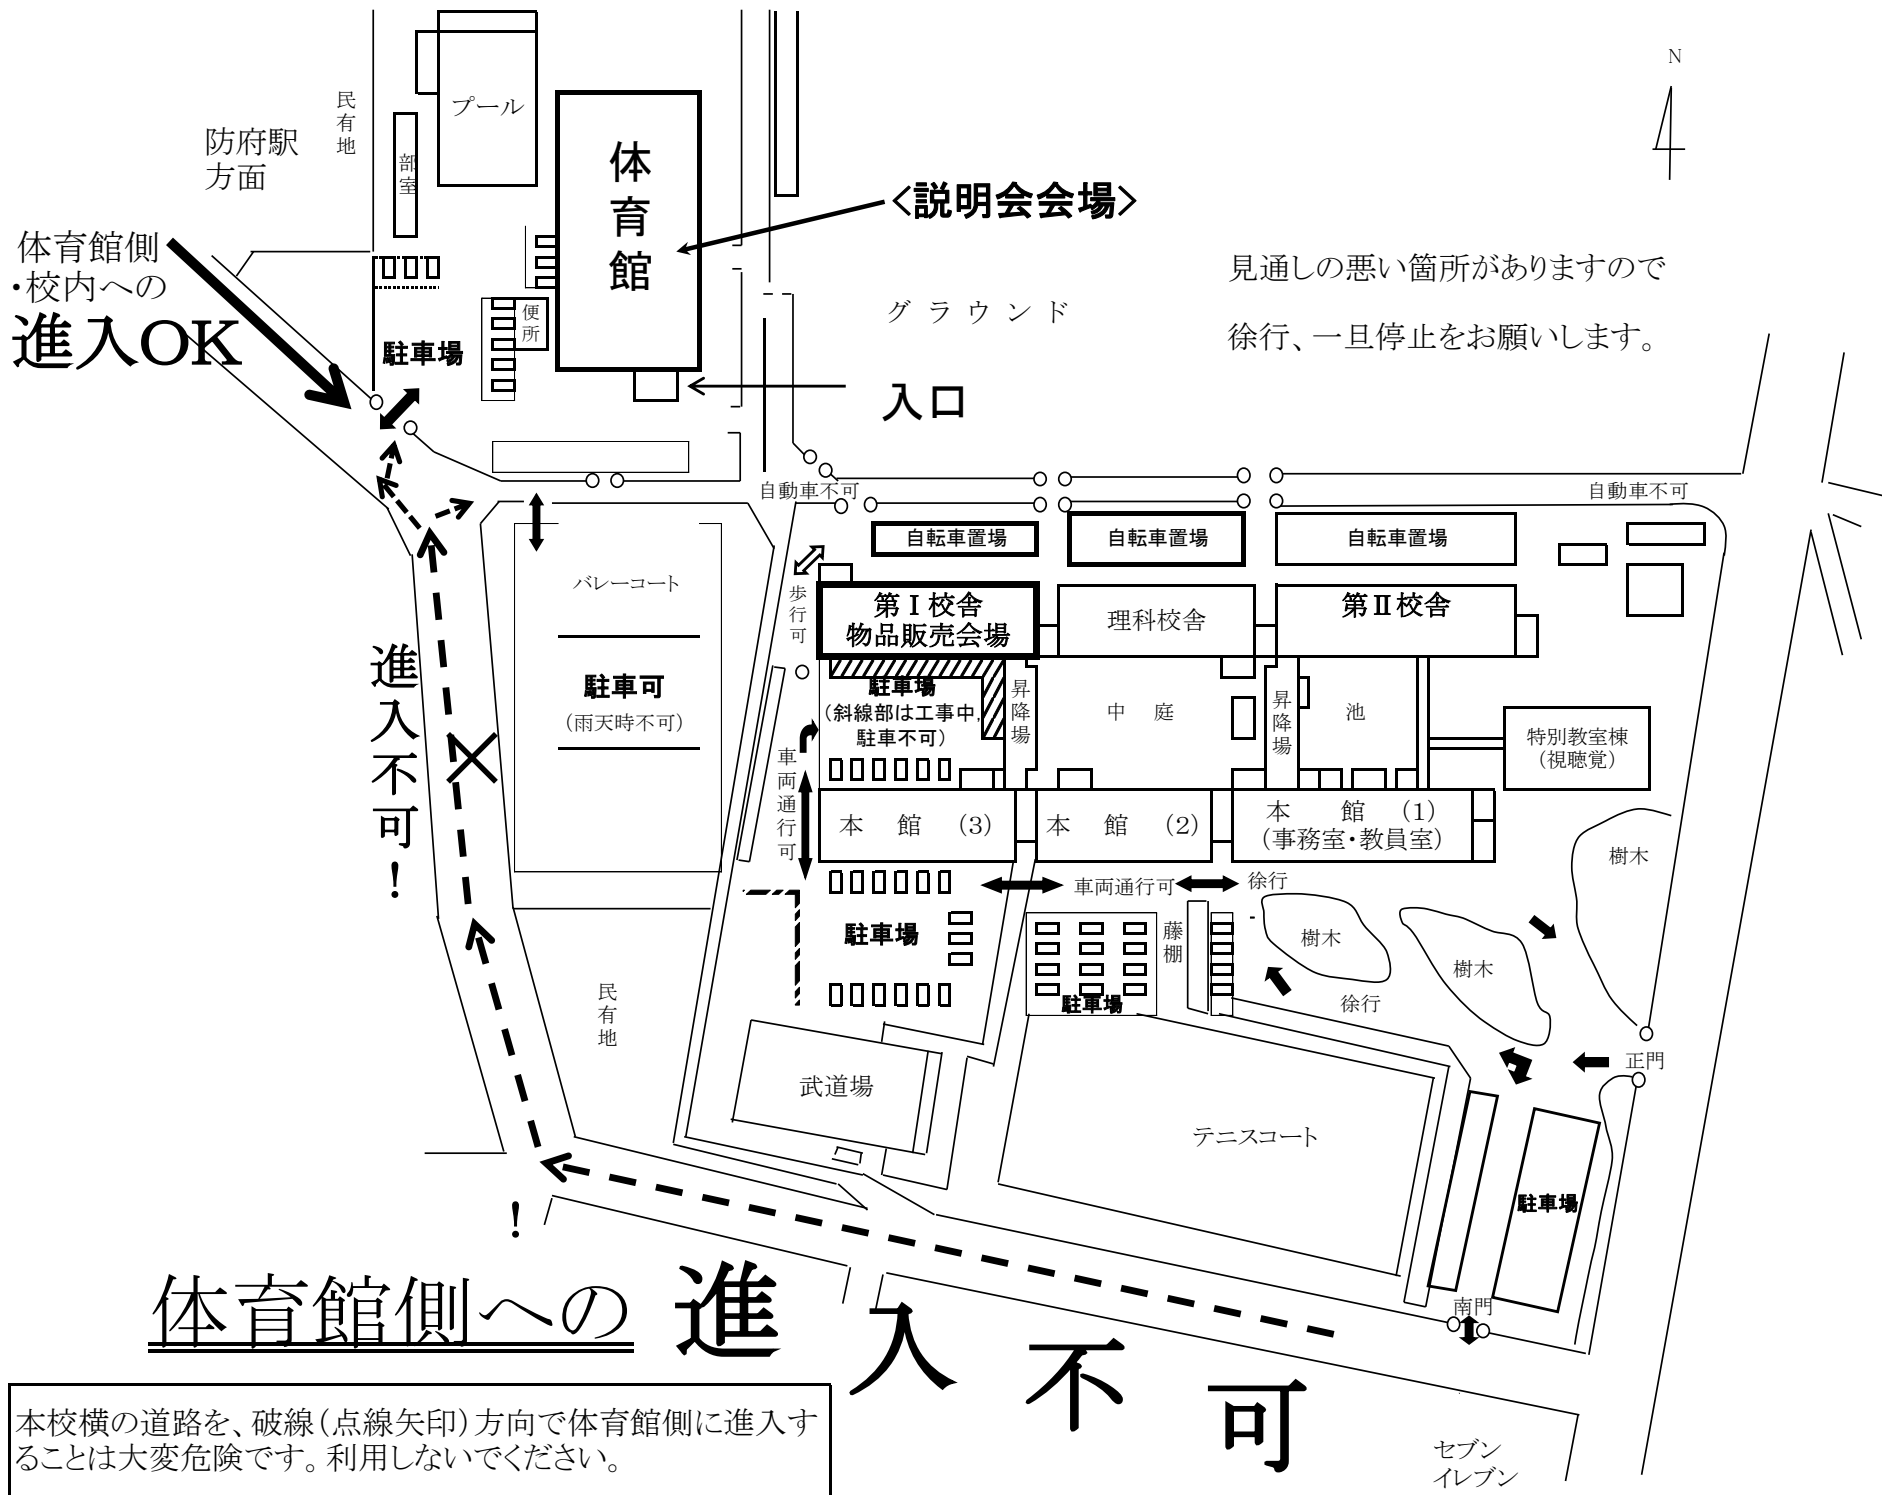 N
プール
民有地
防府駅
方面
部室
体育館
<説明会会場>
体育館側
・校内への
進入OK
見通しの悪い箇所がありますので
徐行、一旦停止をお願いします。
グラウンド
便所
駐車場
入口
自動車不可
自動車不可
自転車置場
自転車置場
自転車置場
バレーコート
歩行可
第Ⅰ校舎
物品販売会場
理科校舎
第Ⅱ校舎
進入不可!
駐車可
(雨天時不可)
駐車場
(斜線部は工事中,
駐車不可)
昇降場
中庭
昇降場
池
特別教室棟
(視聴覚)
車両通行可
本館(3)
本館(2)
本館(1)
(事務室・教員室)
樹木
車両通行可
徐行
駐車場
藤棚
樹木
樹木
民有地
駐車場
徐行
正門
武道場
テニスコート
駐車場
!
体育館側への進入不可
南門
本校横の道路を、破線(点線矢印)方向で体育館側に進入す
ることは大変危険です。利用しないでください。
セブン
イレブン